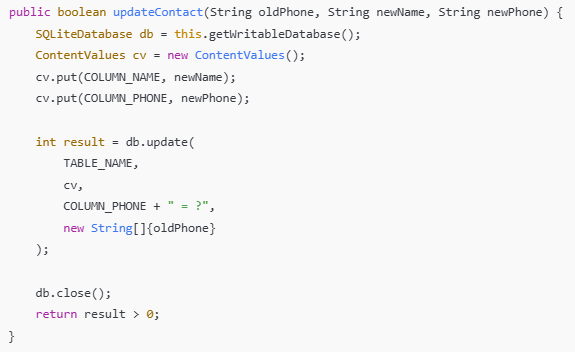 public boolean updateContact(String oldPhone, String newName, String newPhone) {
    SQLiteDatabase db = this.getWritableDatabase();
    ContentValues cv = new ContentValues();
    cv.put(COLUMN_NAME, newName);
    cv.put(COLUMN_PHONE, newPhone);

    int result = db.update(
        TABLE_NAME,
        cv,
        COLUMN_PHONE + " = ?",
        new String[]{oldPhone}
    );

    db.close();
    return result > 0;
}